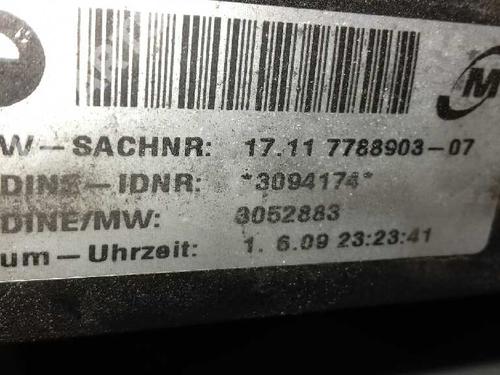 W-SACHNR: 17.11 7788903-07
DINE-IDNR: *3094174*
DINE/MW: 3052883
um-Uhrzeit: 1. 6.09 23:23:41
M